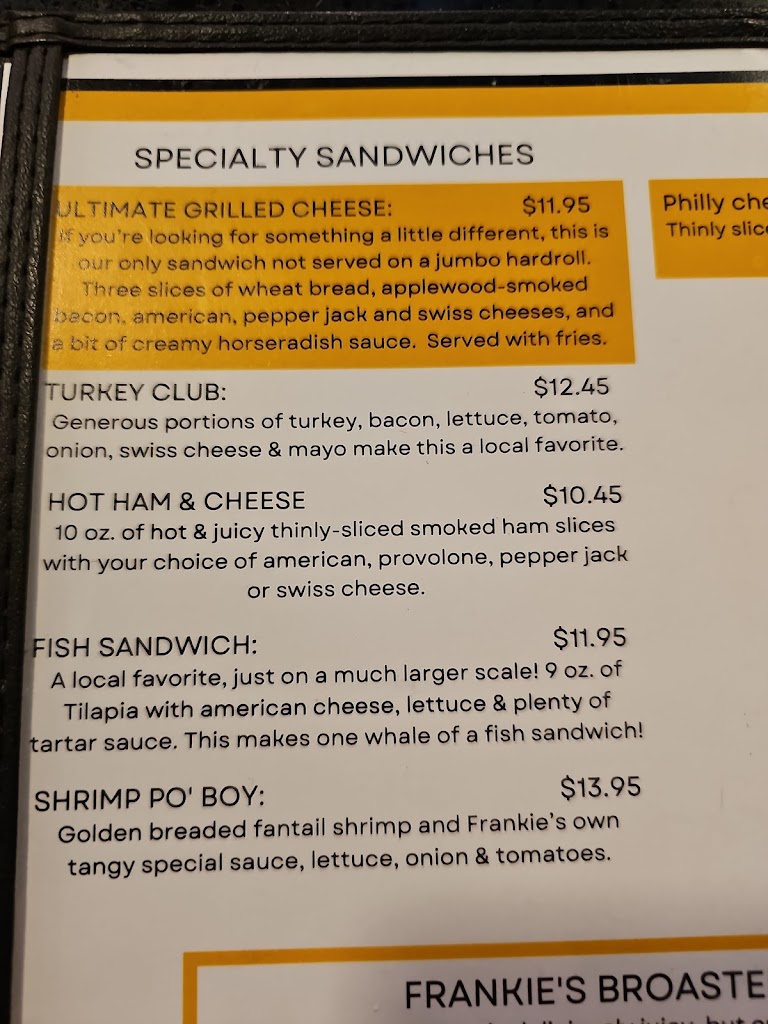 SPECIALTY SANDWICHES
ULTIMATE GRILLED CHEESE: $11.95
If you're looking for something a little different, this is
our only sandwich not served on a jumbo hardroll.
Three slices of wheat bread, applewood-smoked
bacon, american, pepper jack and swiss cheeses, and
a bit of creamy horseradish sauce. Served with fries.
TURKEY CLUB: $12.45
Generous portions of turkey, bacon, lettuce, tomato,
onion, swiss cheese & mayo make this a local favorite.
HOT HAM & CHEESE $10.45
10 oz. of hot & juicy thinly-sliced smoked ham slices
with your choice of american, provolone, pepper jack
or swiss cheese.
FISH SANDWICH: $11.95
A local favorite, just on a much larger scale! 9 oz. of
Tilapia with american cheese, lettuce & plenty of
tartar sauce. This makes one whale of a fish sandwich!
SHRIMP PO' BOY: $13.95
Golden breaded fantail shrimp and Frankie's own
tangy special sauce, lettuce, onion & tomatoes.
Philly che
Thinly slic
FRANKIE'S BROASTE